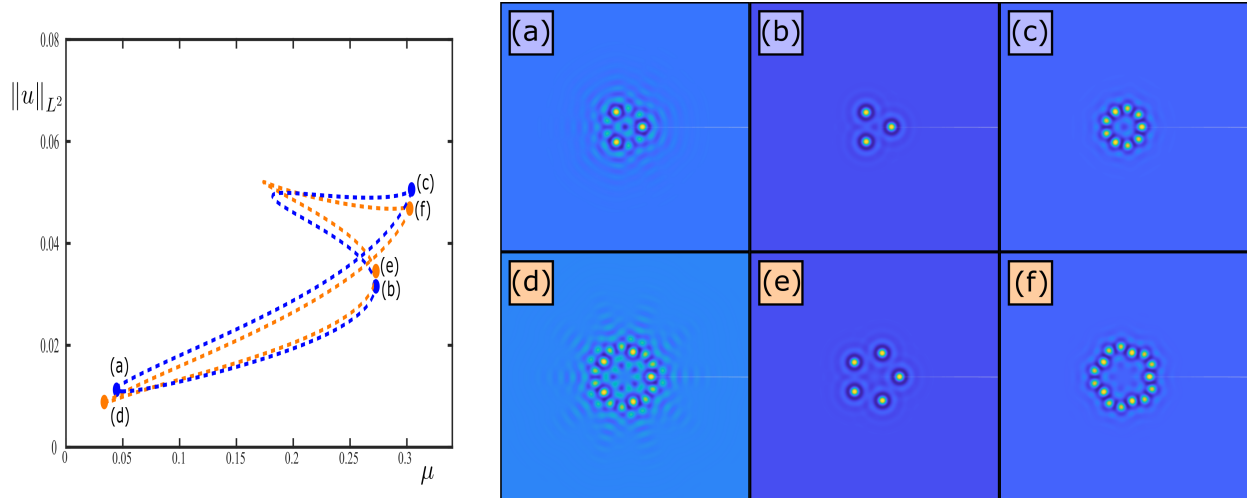 0.08
‖u‖_{L²}
0.06
0.04
0.02
0
0 0.05 0.1 0.15 0.2 0.25 0.3
μ
(a)
(d)
(c)
(f)
(e)
(b)
(a) (b) (c)
(d) (e) (f)